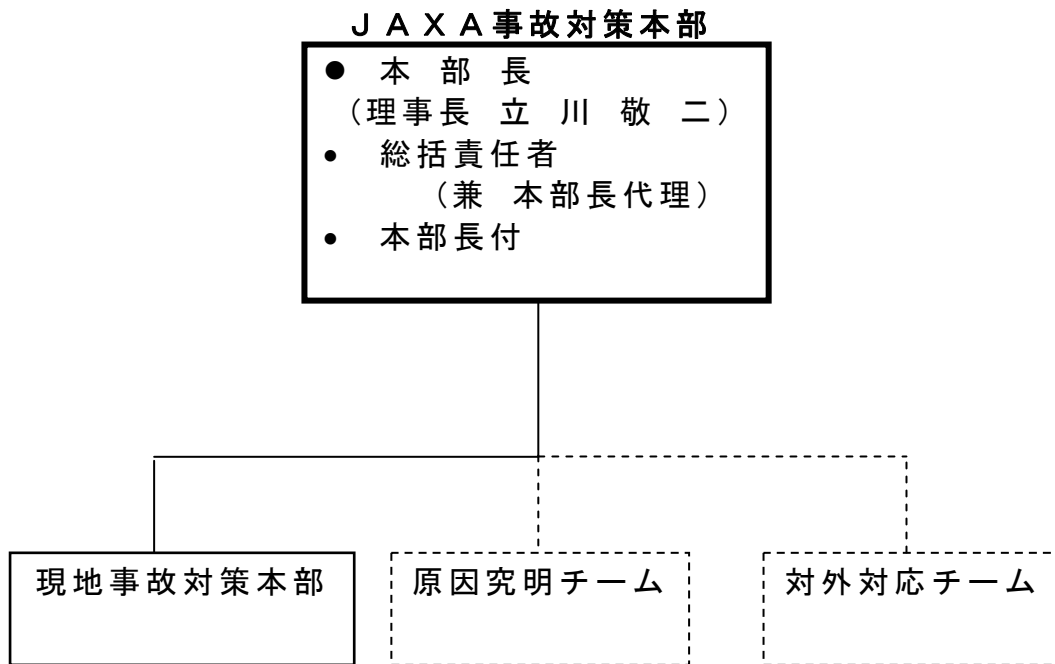 ＪＡＸＡ事故対策本部
● 本部長
（理事長 立川敬二）
• 総括責任者
（兼 本部長代理）
• 本部長付
現地事故対策本部
原因究明チーム
対外対応チーム